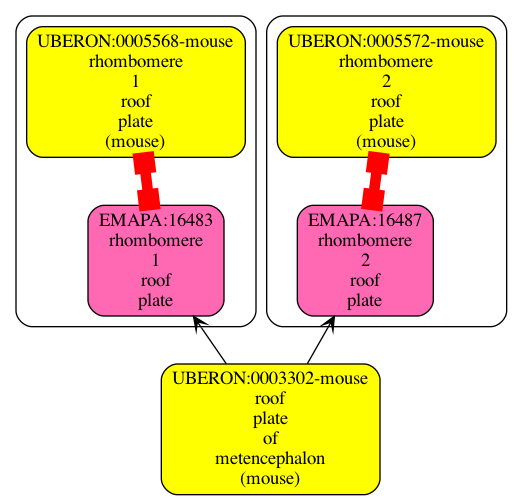 UBERON:0005568-mouse
rhombomere
1
roof
plate
(mouse)
UBERON:0005572-mouse
rhombomere
2
roof
plate
(mouse)
EMAPA:16483
rhombomere
1
roof
plate
EMAPA:16487
rhombomere
2
roof
plate
UBERON:0003302-mouse
roof
plate
of
metencephalon
(mouse)